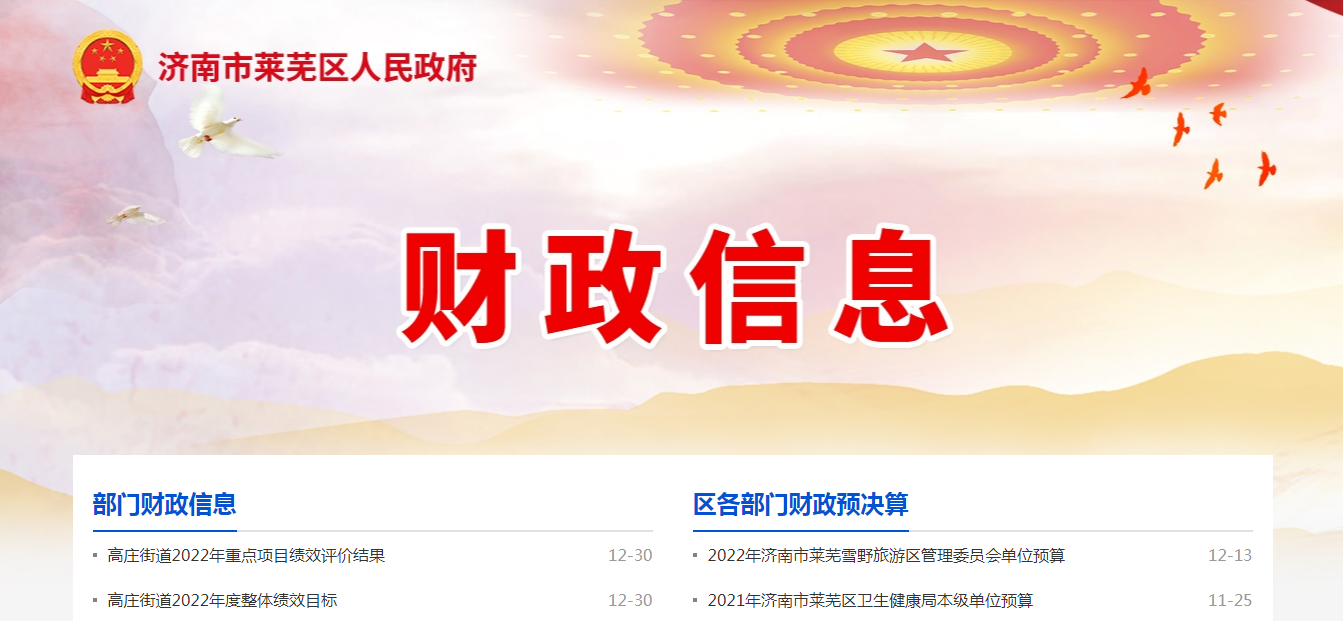 济南市莱芜区人民政府
财政信息
部门财政信息
高庄街道2022年重点项目绩效评价结果 12-30
高庄街道2022年度整体绩效目标 12-30
区各部门财政预决算
2022年济南市莱芜雪野旅游区管理委员会单位预算 12-13
2021年济南市莱芜区卫生健康局本级单位预算 11-25